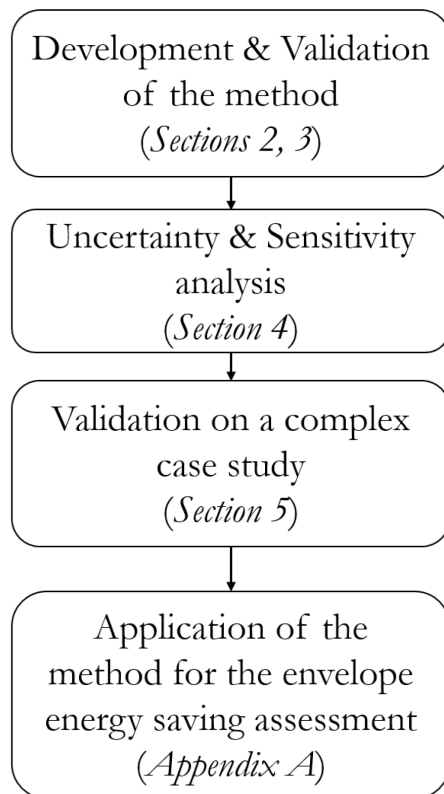 Development & Validation
of the method
(Sections 2, 3)
Uncertainty & Sensitivity
analysis
(Section 4)
Validation on a complex
case study
(Section 5)
Application of the
method for the envelope
energy saving assessment
(Appendix A)